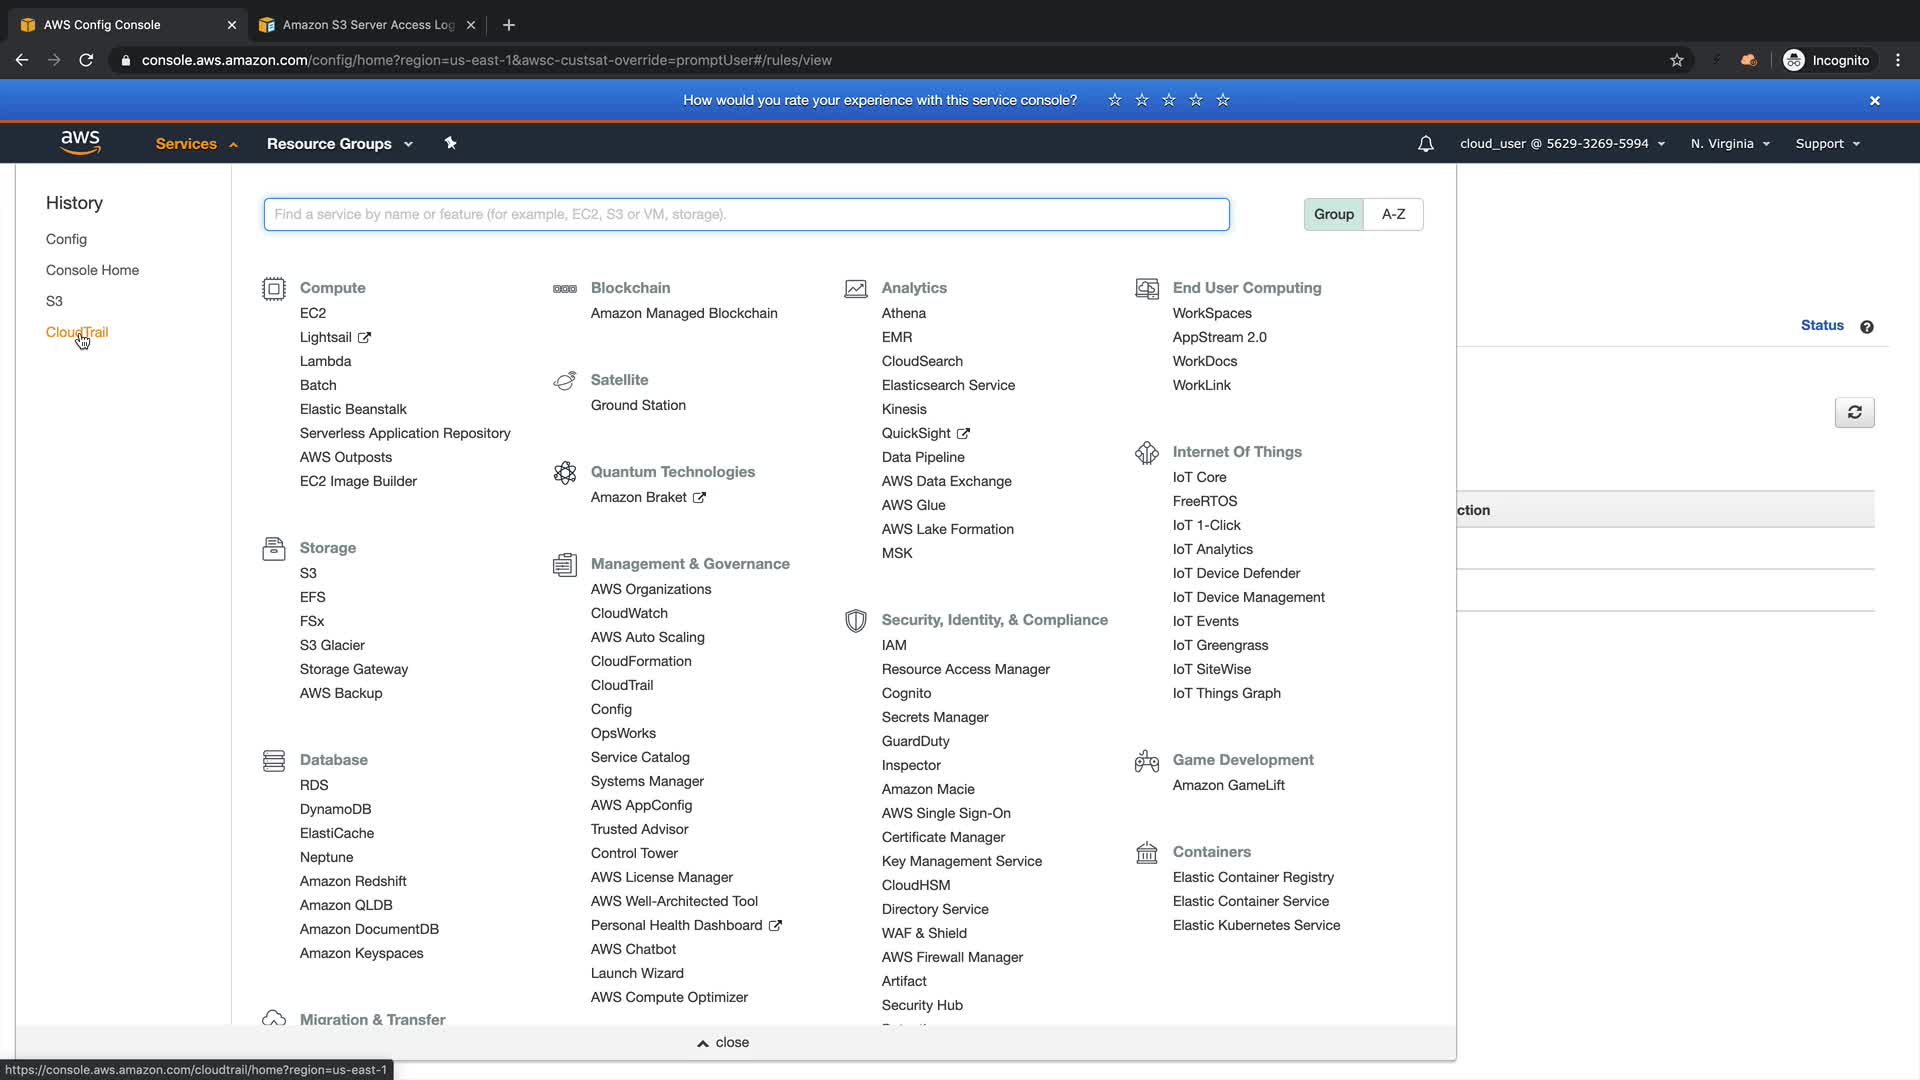 AWS Config Console
Amazon S3 Server Access Log
console.aws.amazon.com/config/home?region=us-east-1&awsc-custsat-override=promptUser#/rules/view
Incognito
How would you rate your experience with this service console?
aws
Services
Resource Groups
cloud_user @ 5629-3269-5994
N. Virginia
Support
History
Config
Console Home
S3
CloudTrail
Find a service by name or feature (for example, EC2, S3 or VM, storage).
Group
A-Z
Compute
EC2
Lightsail
Lambda
Batch
Elastic Beanstalk
Serverless Application Repository
AWS Outposts
EC2 Image Builder
Storage
S3
EFS
FSx
S3 Glacier
Storage Gateway
AWS Backup
Database
RDS
DynamoDB
ElastiCache
Neptune
Amazon Redshift
Amazon QLDB
Amazon DocumentDB
Amazon Keyspaces
Migration & Transfer
Blockchain
Amazon Managed Blockchain
Satellite
Ground Station
Quantum Technologies
Amazon Braket
Management & Governance
AWS Organizations
CloudWatch
AWS Auto Scaling
CloudFormation
CloudTrail
Config
OpsWorks
Service Catalog
Systems Manager
AWS AppConfig
Trusted Advisor
Control Tower
AWS License Manager
AWS Well-Architected Tool
Personal Health Dashboard
AWS Chatbot
Launch Wizard
AWS Compute Optimizer
Analytics
Athena
EMR
CloudSearch
Elasticsearch Service
Kinesis
QuickSight
Data Pipeline
AWS Data Exchange
AWS Glue
AWS Lake Formation
MSK
Security, Identity, & Compliance
IAM
Resource Access Manager
Cognito
Secrets Manager
GuardDuty
Inspector
Amazon Macie
AWS Single Sign-On
Certificate Manager
Key Management Service
CloudHSM
Directory Service
WAF & Shield
AWS Firewall Manager
Artifact
Security Hub
End User Computing
WorkSpaces
AppStream 2.0
WorkDocs
WorkLink
Internet Of Things
IoT Core
FreeRTOS
IoT 1-Click
IoT Analytics
IoT Device Defender
IoT Device Management
IoT Events
IoT Greengrass
IoT SiteWise
IoT Things Graph
Game Development
Amazon GameLift
Containers
Elastic Container Registry
Elastic Container Service
Elastic Kubernetes Service
Status
ction
close
https://console.aws.amazon.com/cloudtrail/home?region=us-east-1